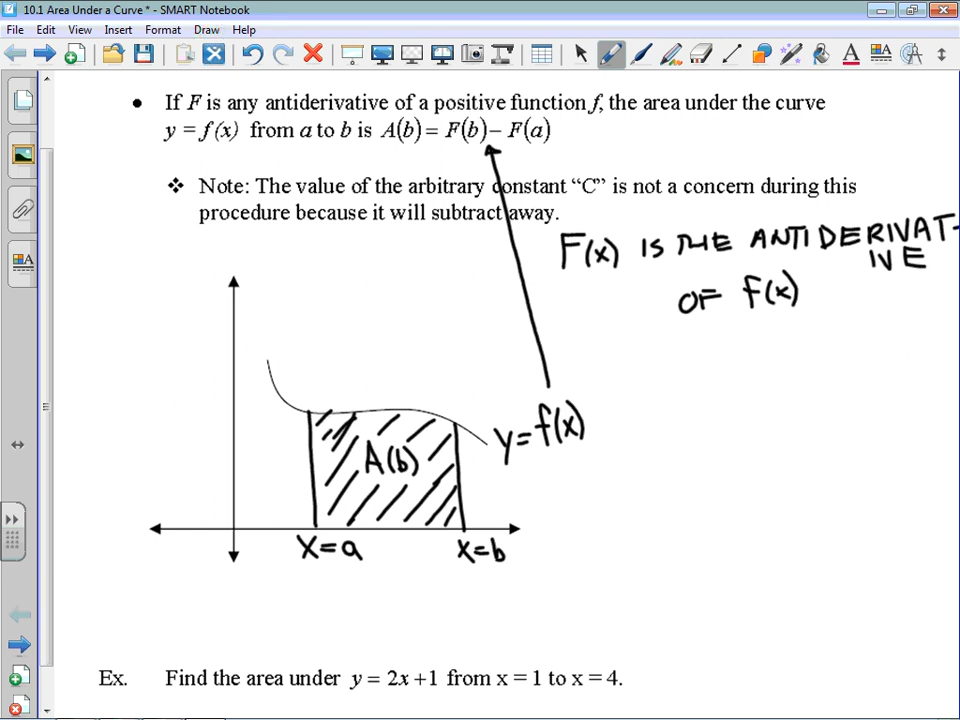 10.1 Area Under a Curve * - SMART Notebook
File Edit View Insert Format Draw Help
• If F is any antiderivative of a positive function f, the area under the curve
y = f(x) from a to b is A(b) = F(b) – F(a)
❖ Note: The value of the arbitrary constant “C” is not a concern during this
procedure because it will subtract away.
F(x) IS THE ANTIDERIVAT-
IVE
OF f(x)
y = f(x)
A(b)
x = a x = b
Ex. Find the area under y = 2x + 1 from x = 1 to x = 4.